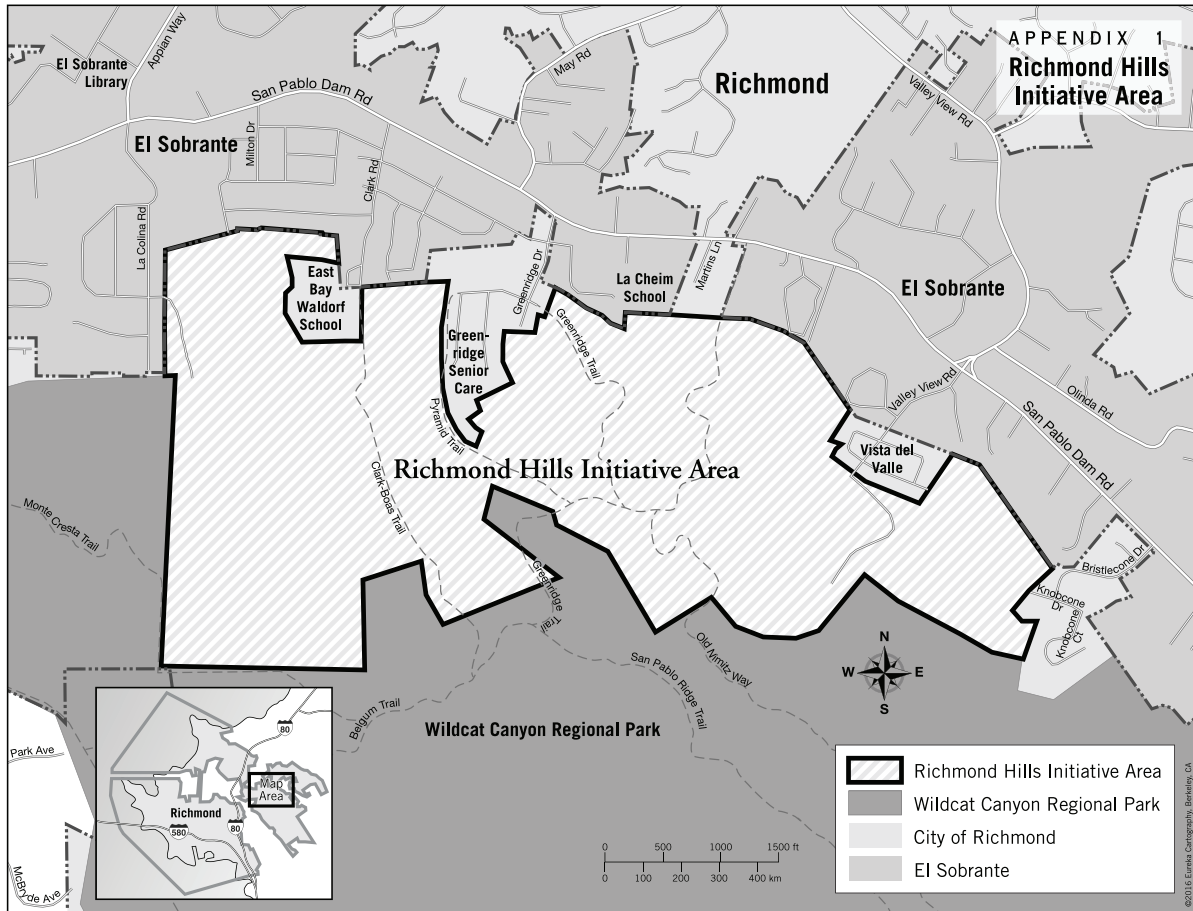 APPENDIX 1
Richmond Hills
Initiative Area
El Sobrante
Library
Appian Way
San Pablo Dam Rd
May Rd
Richmond
Valley View Rd
El Sobrante
Milton Dr
Clark Rd
La Colina Rd
Greenridge Dr
La Cheim
School
Martins Ln
El Sobrante
East
Bay
Waldorf
School
Green-
ridge
Senior
Care
Greenridge Trail
Pyramid Trail
Valley View Rd
Olinda Rd
San Pablo Dam Rd
Vista del
Valle
Richmond Hills Initiative Area
Clark-Boas Trail
Monte Cresta Trail
Greenridge
Trail
Bristlecone Dr
Knobcone
Dr
Knobcone
Ct
Old Nimitz Way
San Pablo Ridge Trail
Belgum Trail
Wildcat Canyon Regional Park
N
W
E
S
Park Ave
McBryde Ave
80
Map
Area
Richmond
580
80
0 500 1000 1500 ft
0 100 200 300 400 km
Richmond Hills Initiative Area
Wildcat Canyon Regional Park
City of Richmond
El Sobrante
©2016 Eureka Cartography, Berkeley, CA